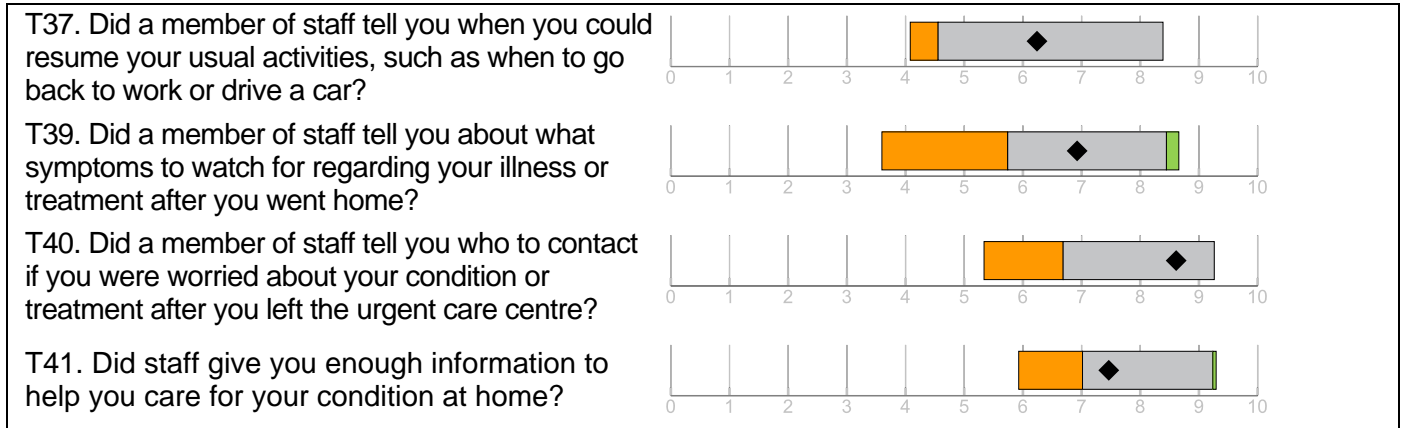 T37. Did a member of staff tell you when you could
resume your usual activities, such as when to go
back to work or drive a car?
0 1 2 3 4 5 6 7 8 9 10
T39. Did a member of staff tell you about what
symptoms to watch for regarding your illness or
treatment after you went home?
0 1 2 3 4 5 6 7 8 9 10
T40. Did a member of staff tell you who to contact
if you were worried about your condition or
treatment after you left the urgent care centre?
0 1 2 3 4 5 6 7 8 9 10
T41. Did staff give you enough information to
help you care for your condition at home?
0 1 2 3 4 5 6 7 8 9 10